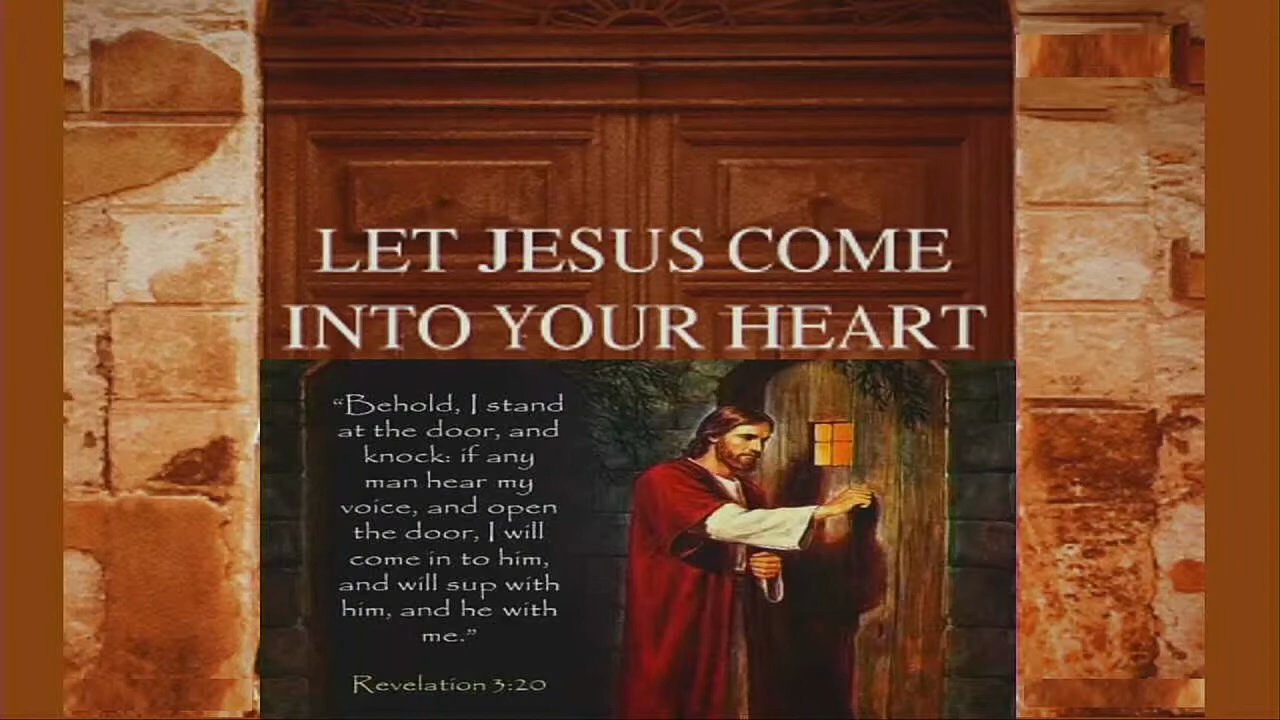 LET JESUS COME
INTO YOUR HEART
“Behold, I stand
at the door, and
knock: if any
man hear my
voice, and open
the door, I will
come in to him,
and will sup with
him, and he with
me.”
Revelation 3:20